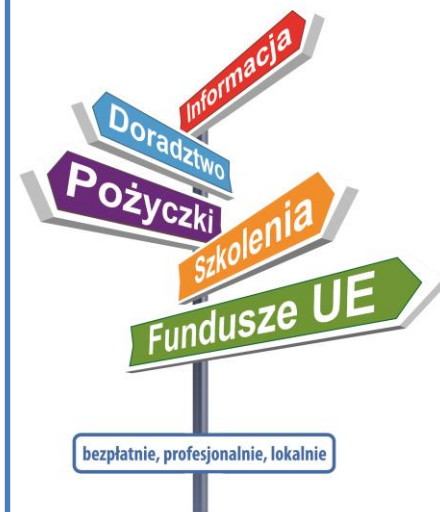 Informacja
Doradztwo
Pożyczki
Szkolenia
Fundusze UE
bezpłatnie, profesjonalnie, lokalnie